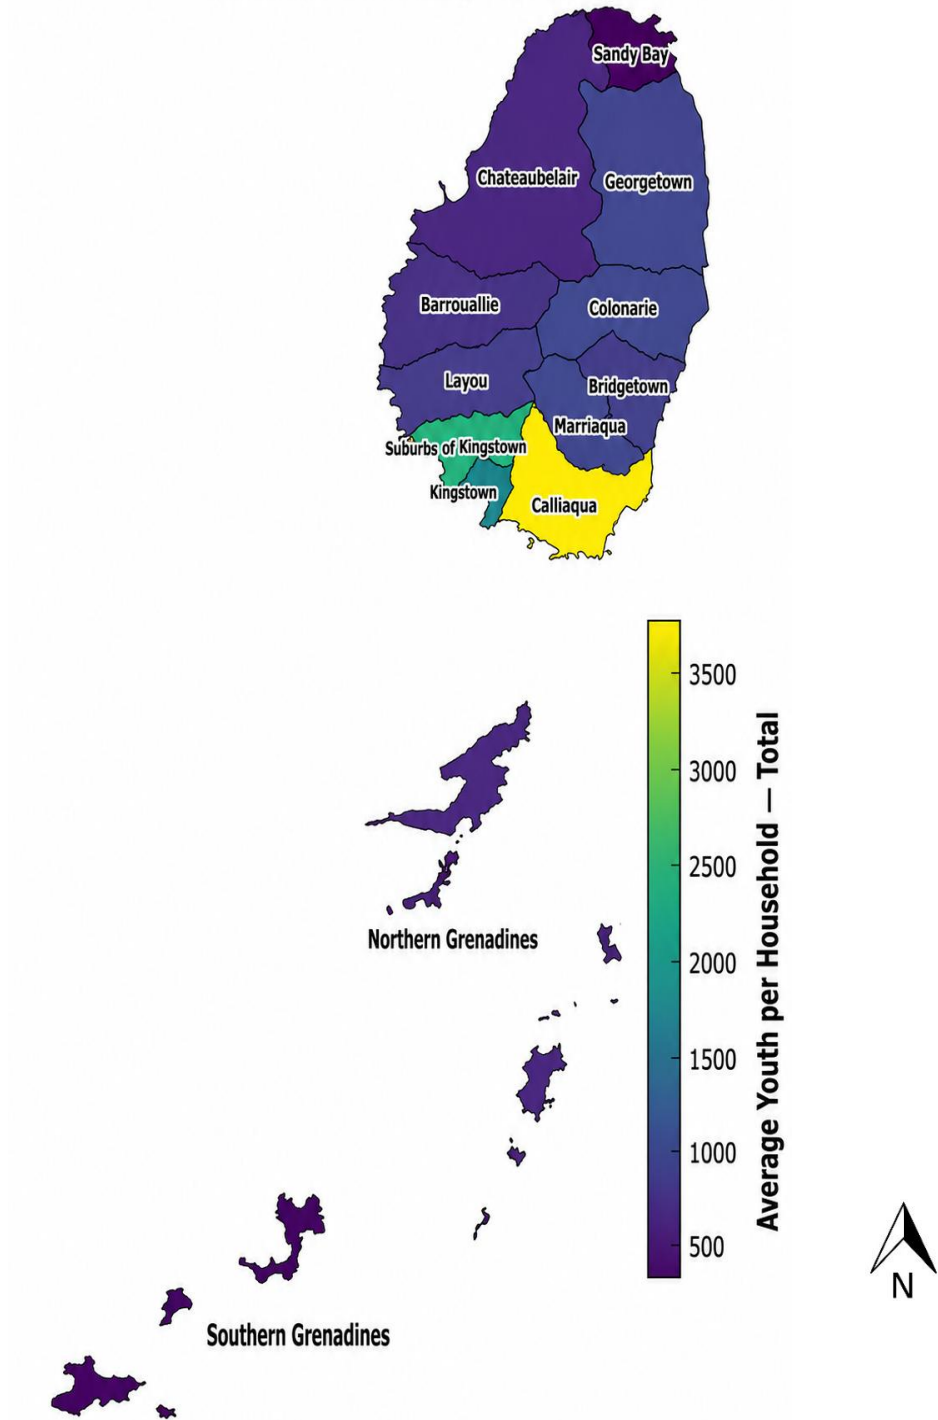 Sandy Bay
Chateaubelair
Georgetown
Barrouallie
Colonarie
Layou
Bridgetown
Marriaqua
Suburbs of Kingstown
Kingstown
Calliaqua
3500
3000
2500
2000
1500
1000
500
Average Youth per Household — Total
Northern Grenadines
Southern Grenadines
N